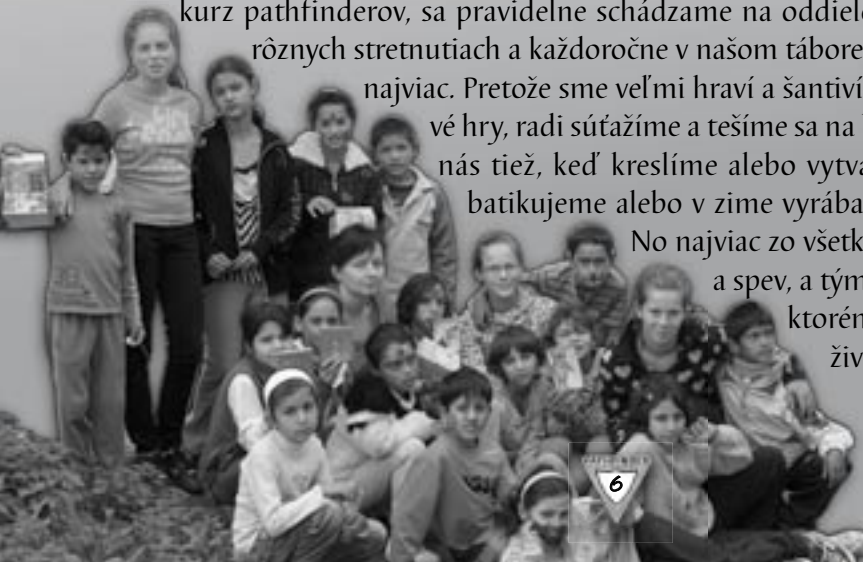 kurz pathfinderov, sa pravidelne schádzame na oddiel
rôznych stretnutiach a každoročne v našom tábore
najviac. Pretože sme veľmi hraví a šantiví
vé hry, radi súťažíme a tešíme sa na
nás tiež, keď kreslíme alebo vytvá
batikujeme alebo v zime vyrába
No najviac zo všetk
a spev, a tým
ktorém
živ
6